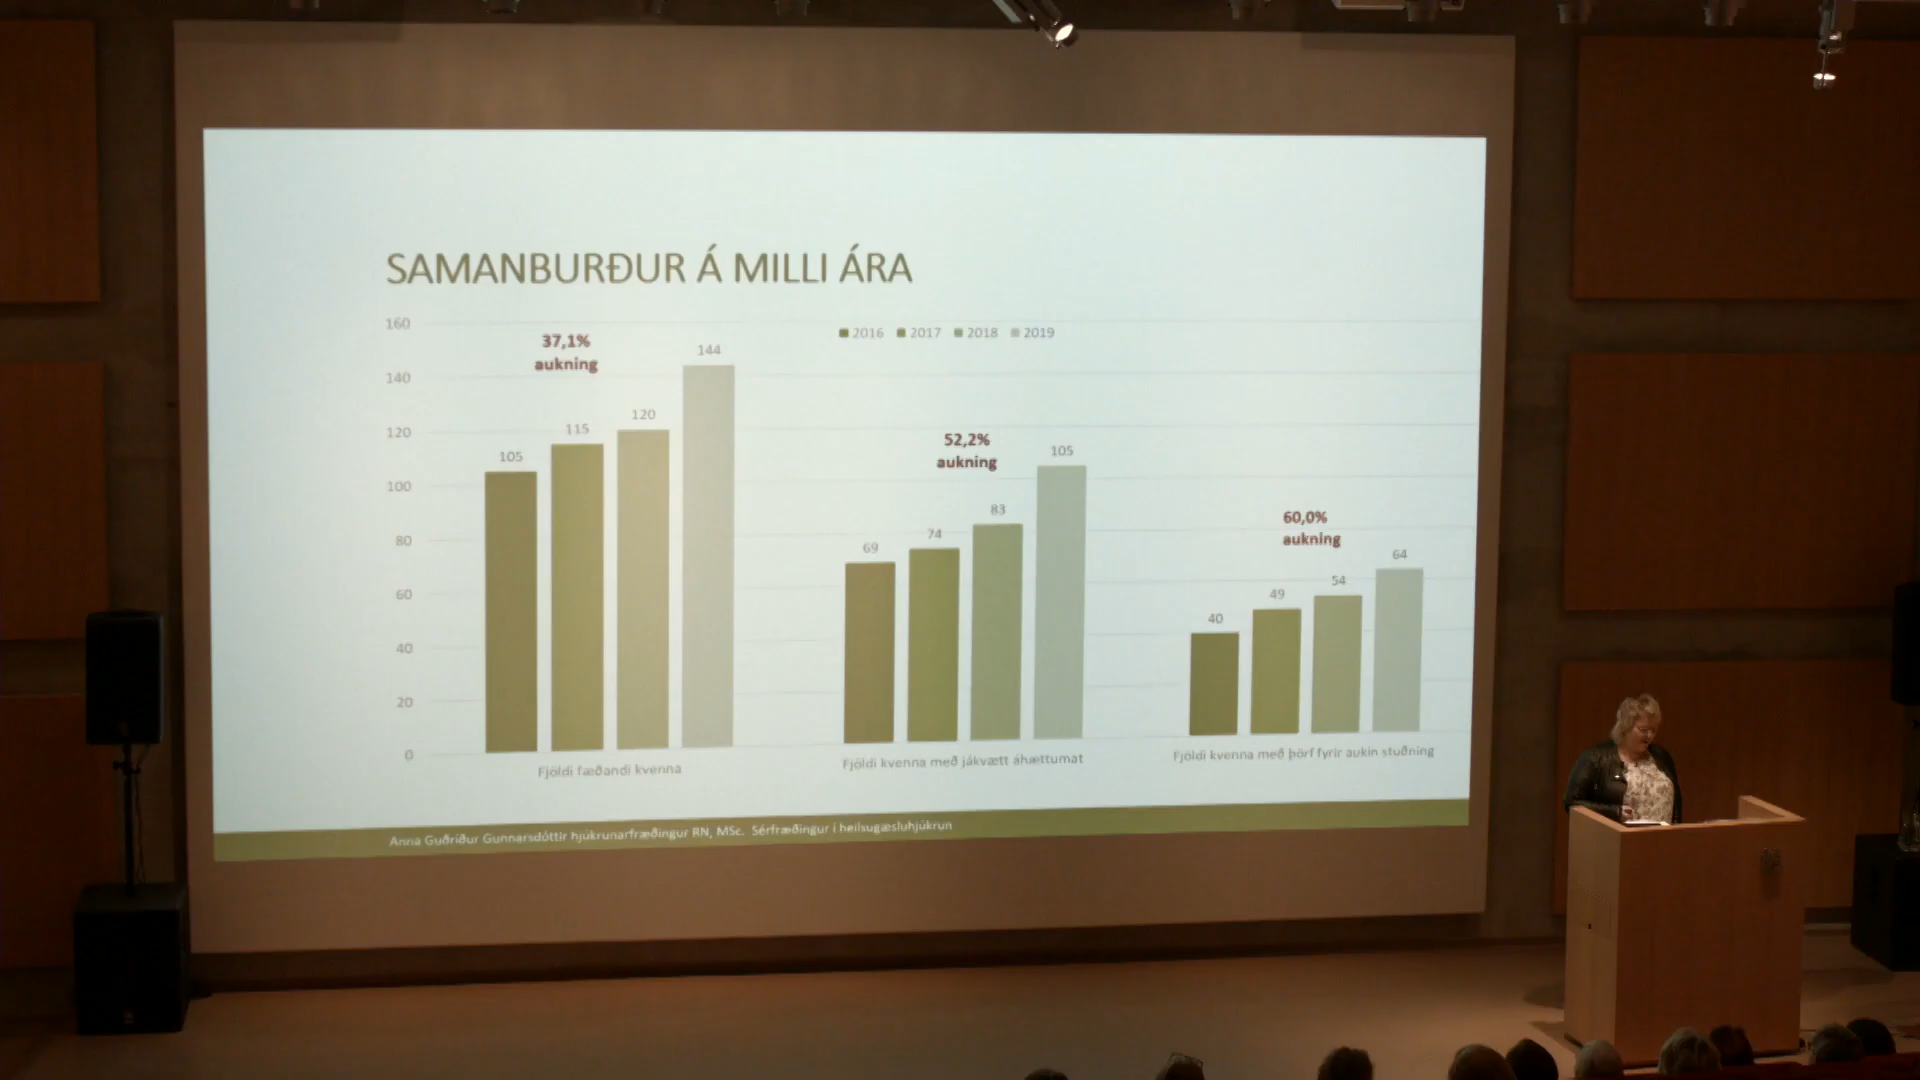 SAMANBURÐUR Á MILLI ÁRA
2016 2017 2018 2019
160
140
120
100
80
60
40
20
0
37,1%
aukning
105
115
120
144
52,2%
aukning
69
74
83
105
60,0%
aukning
40
49
54
64
Fjöldi fæðandi kvenna
Fjöldi kvenna með jákvætt áhættumat
Fjöldi kvenna með þörf fyrir aukin stuðning
Anna Guðríður Gunnarsdóttir hjúkrunarfræðingur RN, MSc. Sérfræðingur í heilsugæsluhjúkrun